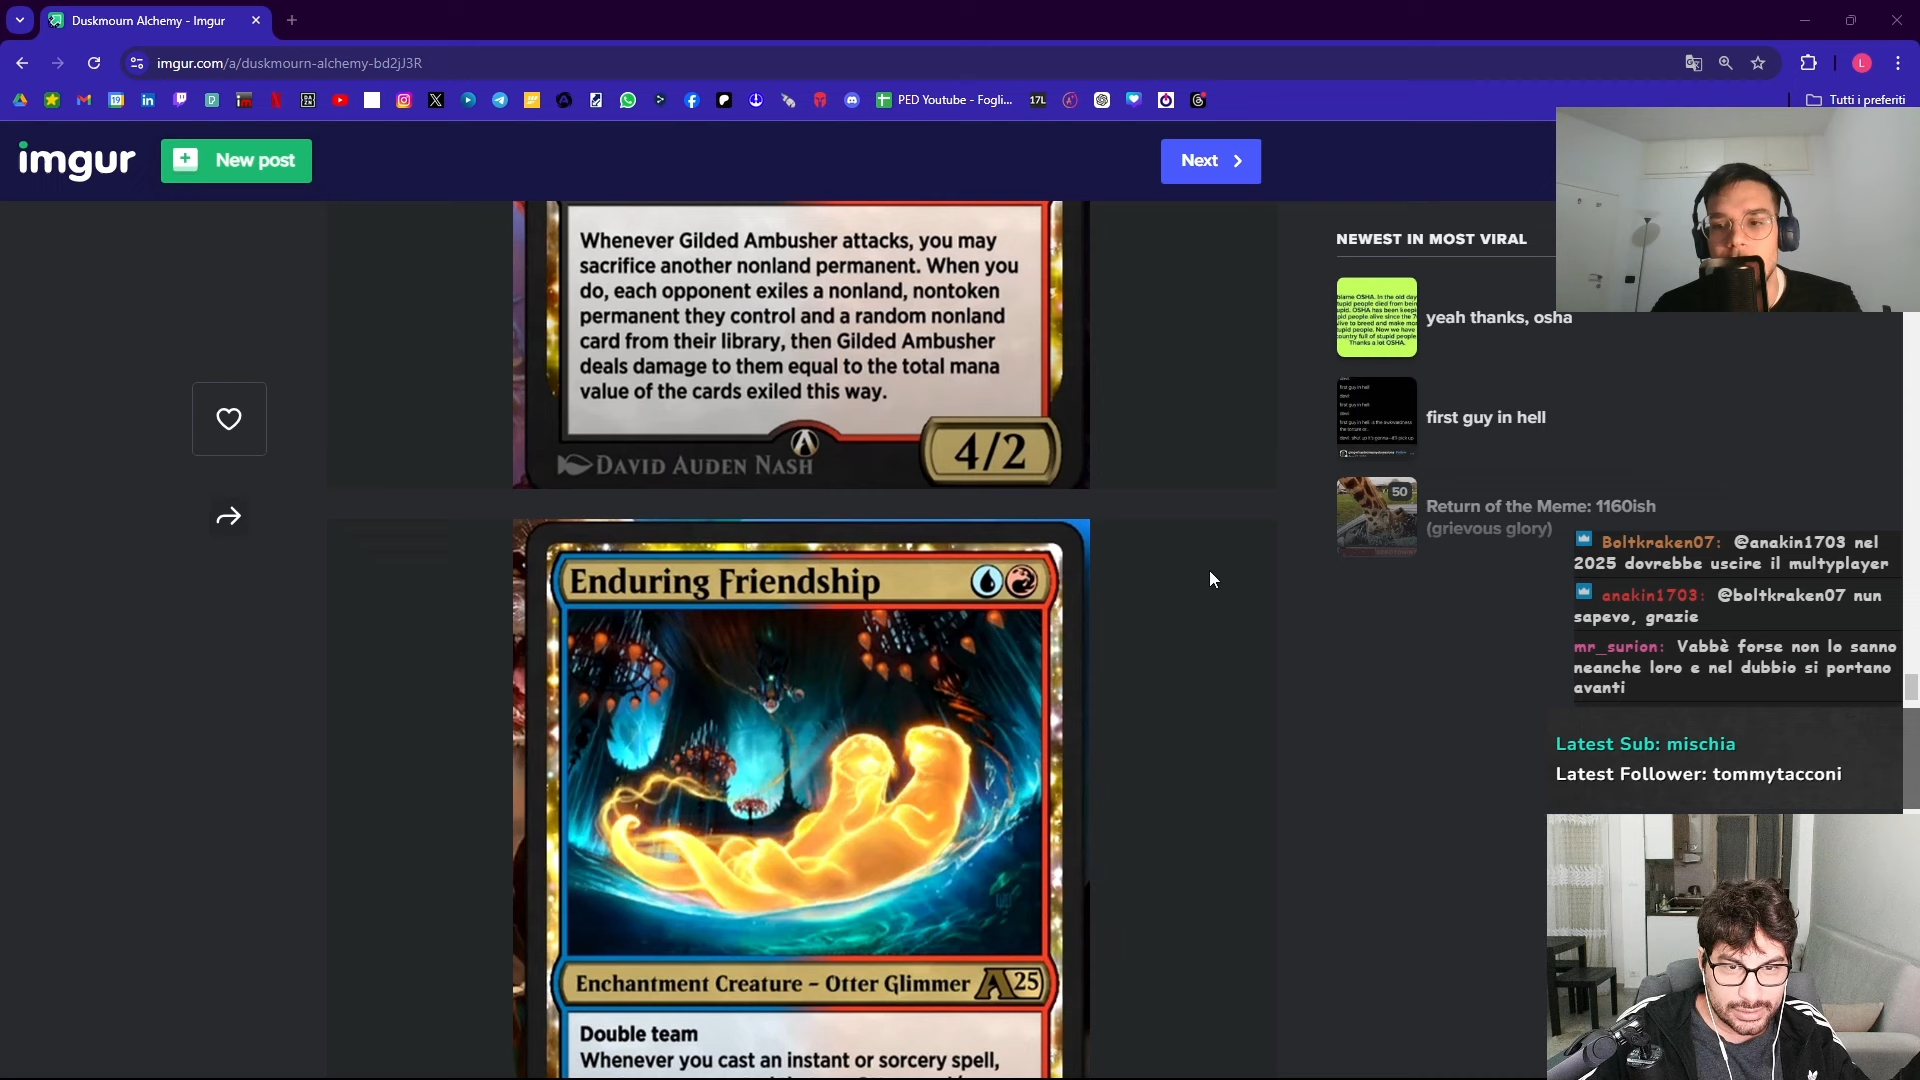 Duskmourn Alchemy - Imgur
imgur.com/a/duskmourn-alchemy-bd2jJ3R
L
19
PED Youtube - Fogli...
17L
Tutti i preferiti
imgur
New post
Next
Whenever Gilded Ambusher attacks, you may
sacrifice another nonland permanent. When you
do, each opponent exiles a nonland, nontoken
permanent they control and a random nonland
card from their library, then Gilded Ambusher
deals damage to them equal to the total mana
value of the cards exiled this way.
David Auden Nash
4/2
Enduring Friendship
Enchantment Creature – Otter Glimmer
25
Double team
Whenever you cast an instant or sorcery spell,
NEWEST IN MOST VIRAL
yeah thanks, osha
first guy in hell
50
Return of the Meme: 1160ish
(grievous glory)
Boltkraken07: @anakin1703 nel
2025 dovrebbe uscire il multyplayer
anakin1703: @boltkraken07 nun
sapevo, grazie
mr_surion: Vabbè forse non lo sanno
neanche loro e nel dubbio si portano
avanti
Latest Sub: mischia
Latest Follower: tommytacconi